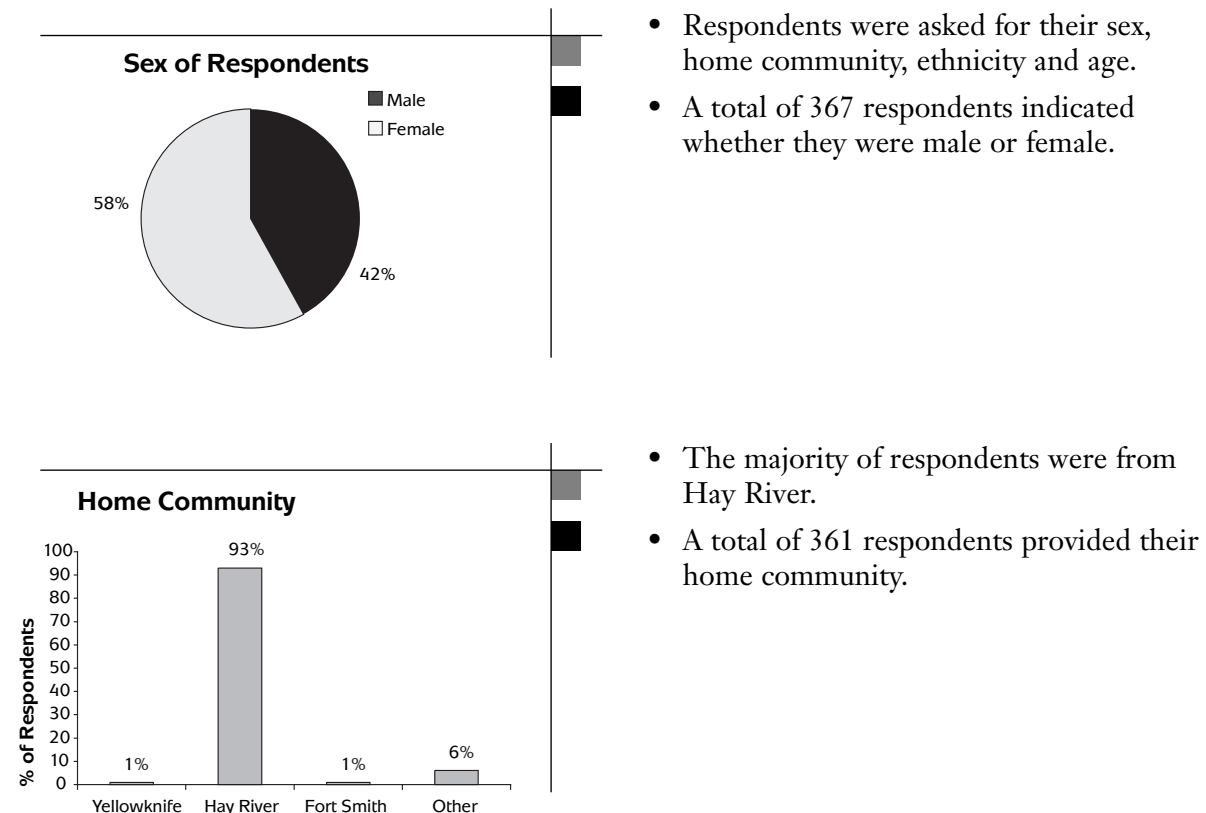 Sex of Respondents
Male
Female
58%
42%
• Respondents were asked for their sex,
home community, ethnicity and age.
• A total of 367 respondents indicated
whether they were male or female.
Home Community
% of Respondents
100
90
80
70
60
50
40
30
20
10
0
1%
93%
1%
6%
Yellowknife
Hay River
Fort Smith
Other
• The majority of respondents were from
Hay River.
• A total of 361 respondents provided their
home community.